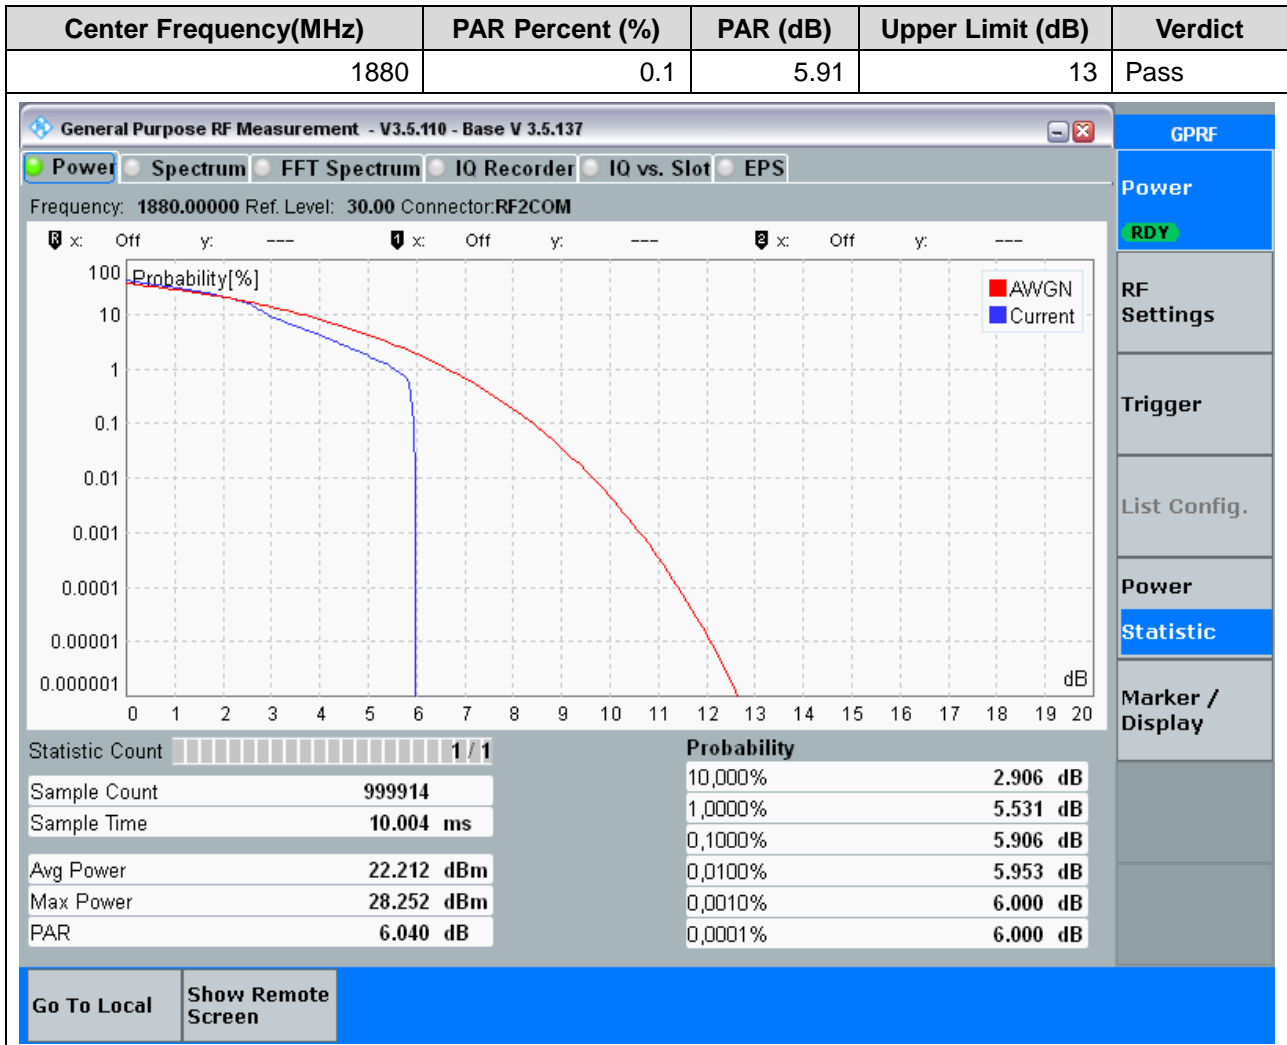 Center Frequency(MHz) PAR Percent (%) PAR (dB) Upper Limit (dB) Verdict
1880 0.1 5.91 13 Pass
General Purpose RF Measurement - V3.5.110 - Base V 3.5.137
GPRF
Power Spectrum FFT Spectrum IQ Recorder IQ vs. Slot EPS
Frequency: 1880.00000 Ref. Level: 30.00 Connector:RF2COM
R x: Off y: --- 1 x: Off y: --- 2 x: Off y: ---
Probability[%]
dB
AWGN
Current
100
10
1
0.1
0.01
0.001
0.0001
0.00001
0.000001
0 1 2 3 4 5 6 7 8 9 10 11 12 13 14 15 16 17 18 19 20
Statistic Count 1 / 1
Sample Count 999914
Sample Time 10.004 ms
Avg Power 22.212 dBm
Max Power 28.252 dBm
PAR 6.040 dB
Probability
10,000% 2.906 dB
1,0000% 5.531 dB
0,1000% 5.906 dB
0,0100% 5.953 dB
0,0010% 6.000 dB
0,0001% 6.000 dB
Power
RDY
RF
Settings
Trigger
List Config.
Power
Statistic
Marker /
Display
Go To Local
Show Remote
Screen